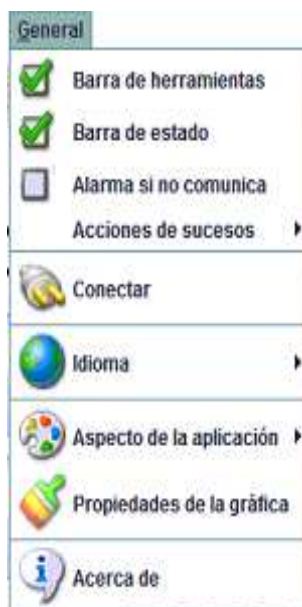 General
Barra de herramientas
Barra de estado
Alarma si no comunica
Acciones de sucesos
Conectar
Idioma
Aspecto de la aplicación
Propiedades de la gráfica
Acerca de